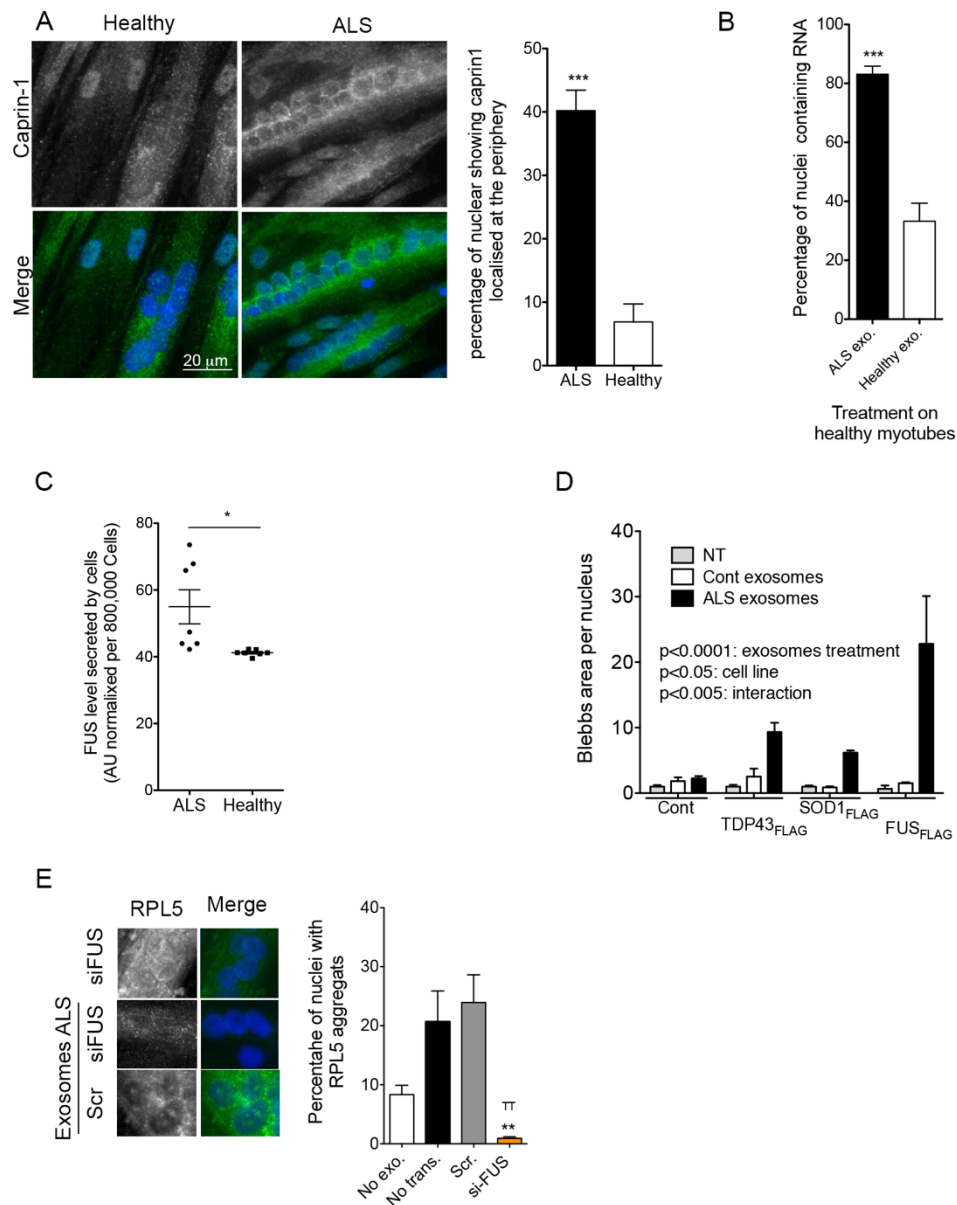 A
Healthy
ALS
Caprin-1
Merge
20 μm
percentage of nuclear showing caprin1
localised at the periphery
50
40
30
20
10
0
***
ALS
Healthy
B
Percentage of nuclei containing RNA
100
80
60
40
20
0
***
ALS exo.
Healthy exo.
Treatment on
healthy myotubes
C
FUS level secreted by cells
(AU normalixed per 800,000 Cells)
80
60
40
20
0
*
ALS
Healthy
D
Blebbs area per nucleus
40
30
20
10
0
NT
Cont exosomes
ALS exosomes
p<0.0001: exosomes treatment
p<0.05: cell line
p<0.005: interaction
Cont
TDP43FLAG
SOD1FLAG
FUSFLAG
E
RPL5
Merge
siFUS
Exosomes ALS
siFUS
Scr
Percentahe of nuclei with
RPL5 aggregats
40
30
20
10
0
TT
**
No exo.
No trans.
Scr.
si-FUS